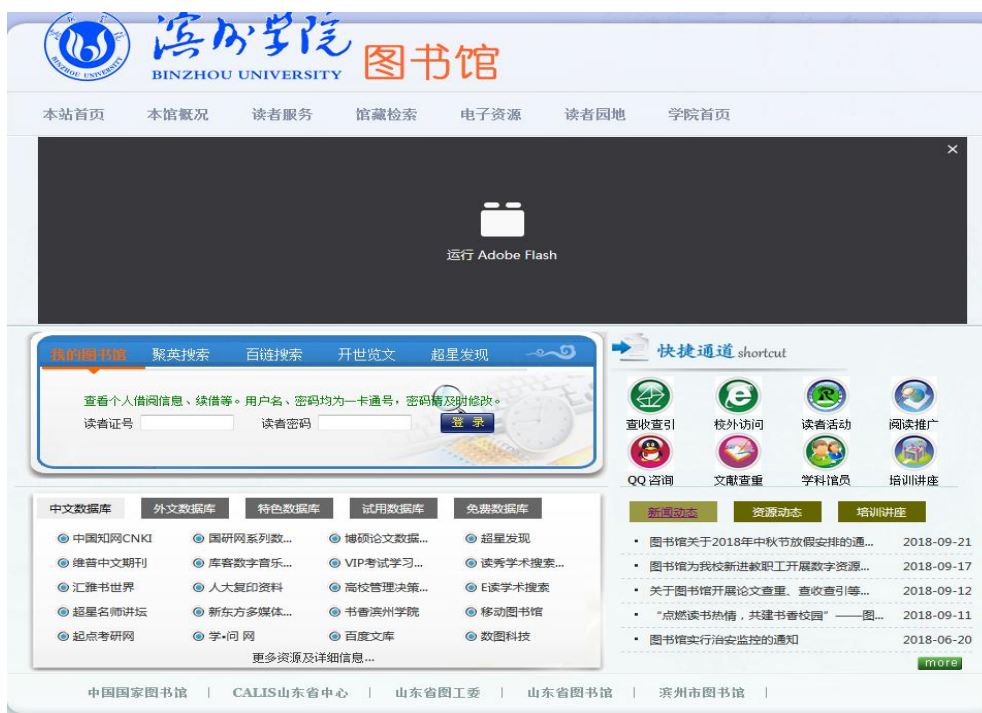 滨州学院
BINZHOU UNIVERSITY
BINZHOU UNIVERSITY
图书馆
本站首页 本馆概况 读者服务 馆藏检索 电子资源 读者园地 学院首页
×
运行 Adobe Flash
我的图书馆 聚英搜索 百链搜索 开世览文 超星发现
快捷通道 shortcut
查看个人借阅信息、续借等。用户名、密码均为一卡通号，密码请及时修改。
读者证号 读者密码 登 录
查收查引 校外访问 读者活动 阅读推广
QQ咨询 文献查重 学科馆员 培训讲座
中文数据库 外文数据库 特色数据库 试用数据库 免费数据库
新闻动态 资源动态 培训讲座
中国知网CNKI 国研网系列数... 博硕论文数据... 超星发现
维普中文期刊 库客数字音乐... VIP考试学习... 读秀学术搜索...
汇雅书世界 人大复印资料 高校管理决策... E读学术搜索
超星名师讲坛 新东方多媒体... 书香滨州学院 移动图书馆
起点考研网 学•问 网 百度文库 数图科技
更多资源及详细信息...
· 图书馆关于2018年中秋节放假安排的通... 2018-09-21
· 图书馆为我校新进教职工开展数字资源... 2018-09-17
· 关于图书馆开展论文查重、查收查引等... 2018-09-12
· “点燃读书热情，共建书香校园”——图... 2018-09-11
· 图书馆实行治安监控的通知 2018-06-20
more
中国国家图书馆 | CALIS山东省中心 | 山东省图工委 | 山东省图书馆 | 滨州市图书馆 |